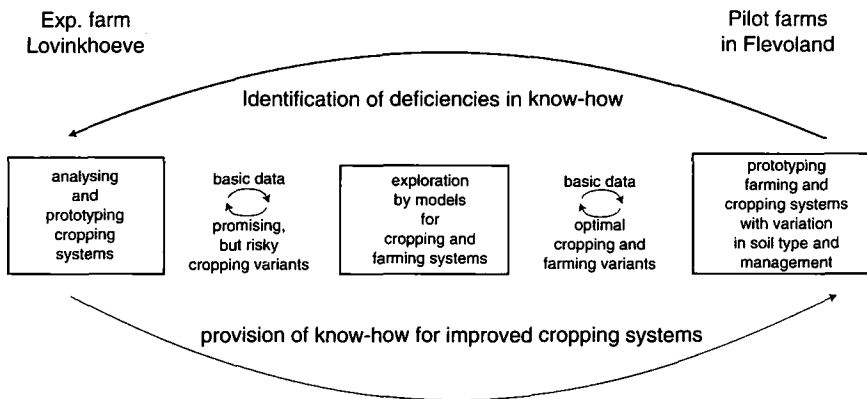 Exp. farm
Lovinkhoeve
Pilot farms
in Flevoland
Identification of deficiencies in know-how
analysing
and
prototyping
cropping
systems
basic data
promising,
but risky
cropping variants
exploration
by models
for
cropping and
farming systems
basic data
optimal
cropping and
farming variants
prototyping
farming and
cropping systems
with variation
in soil type and
management
provision of know-how for improved cropping systems